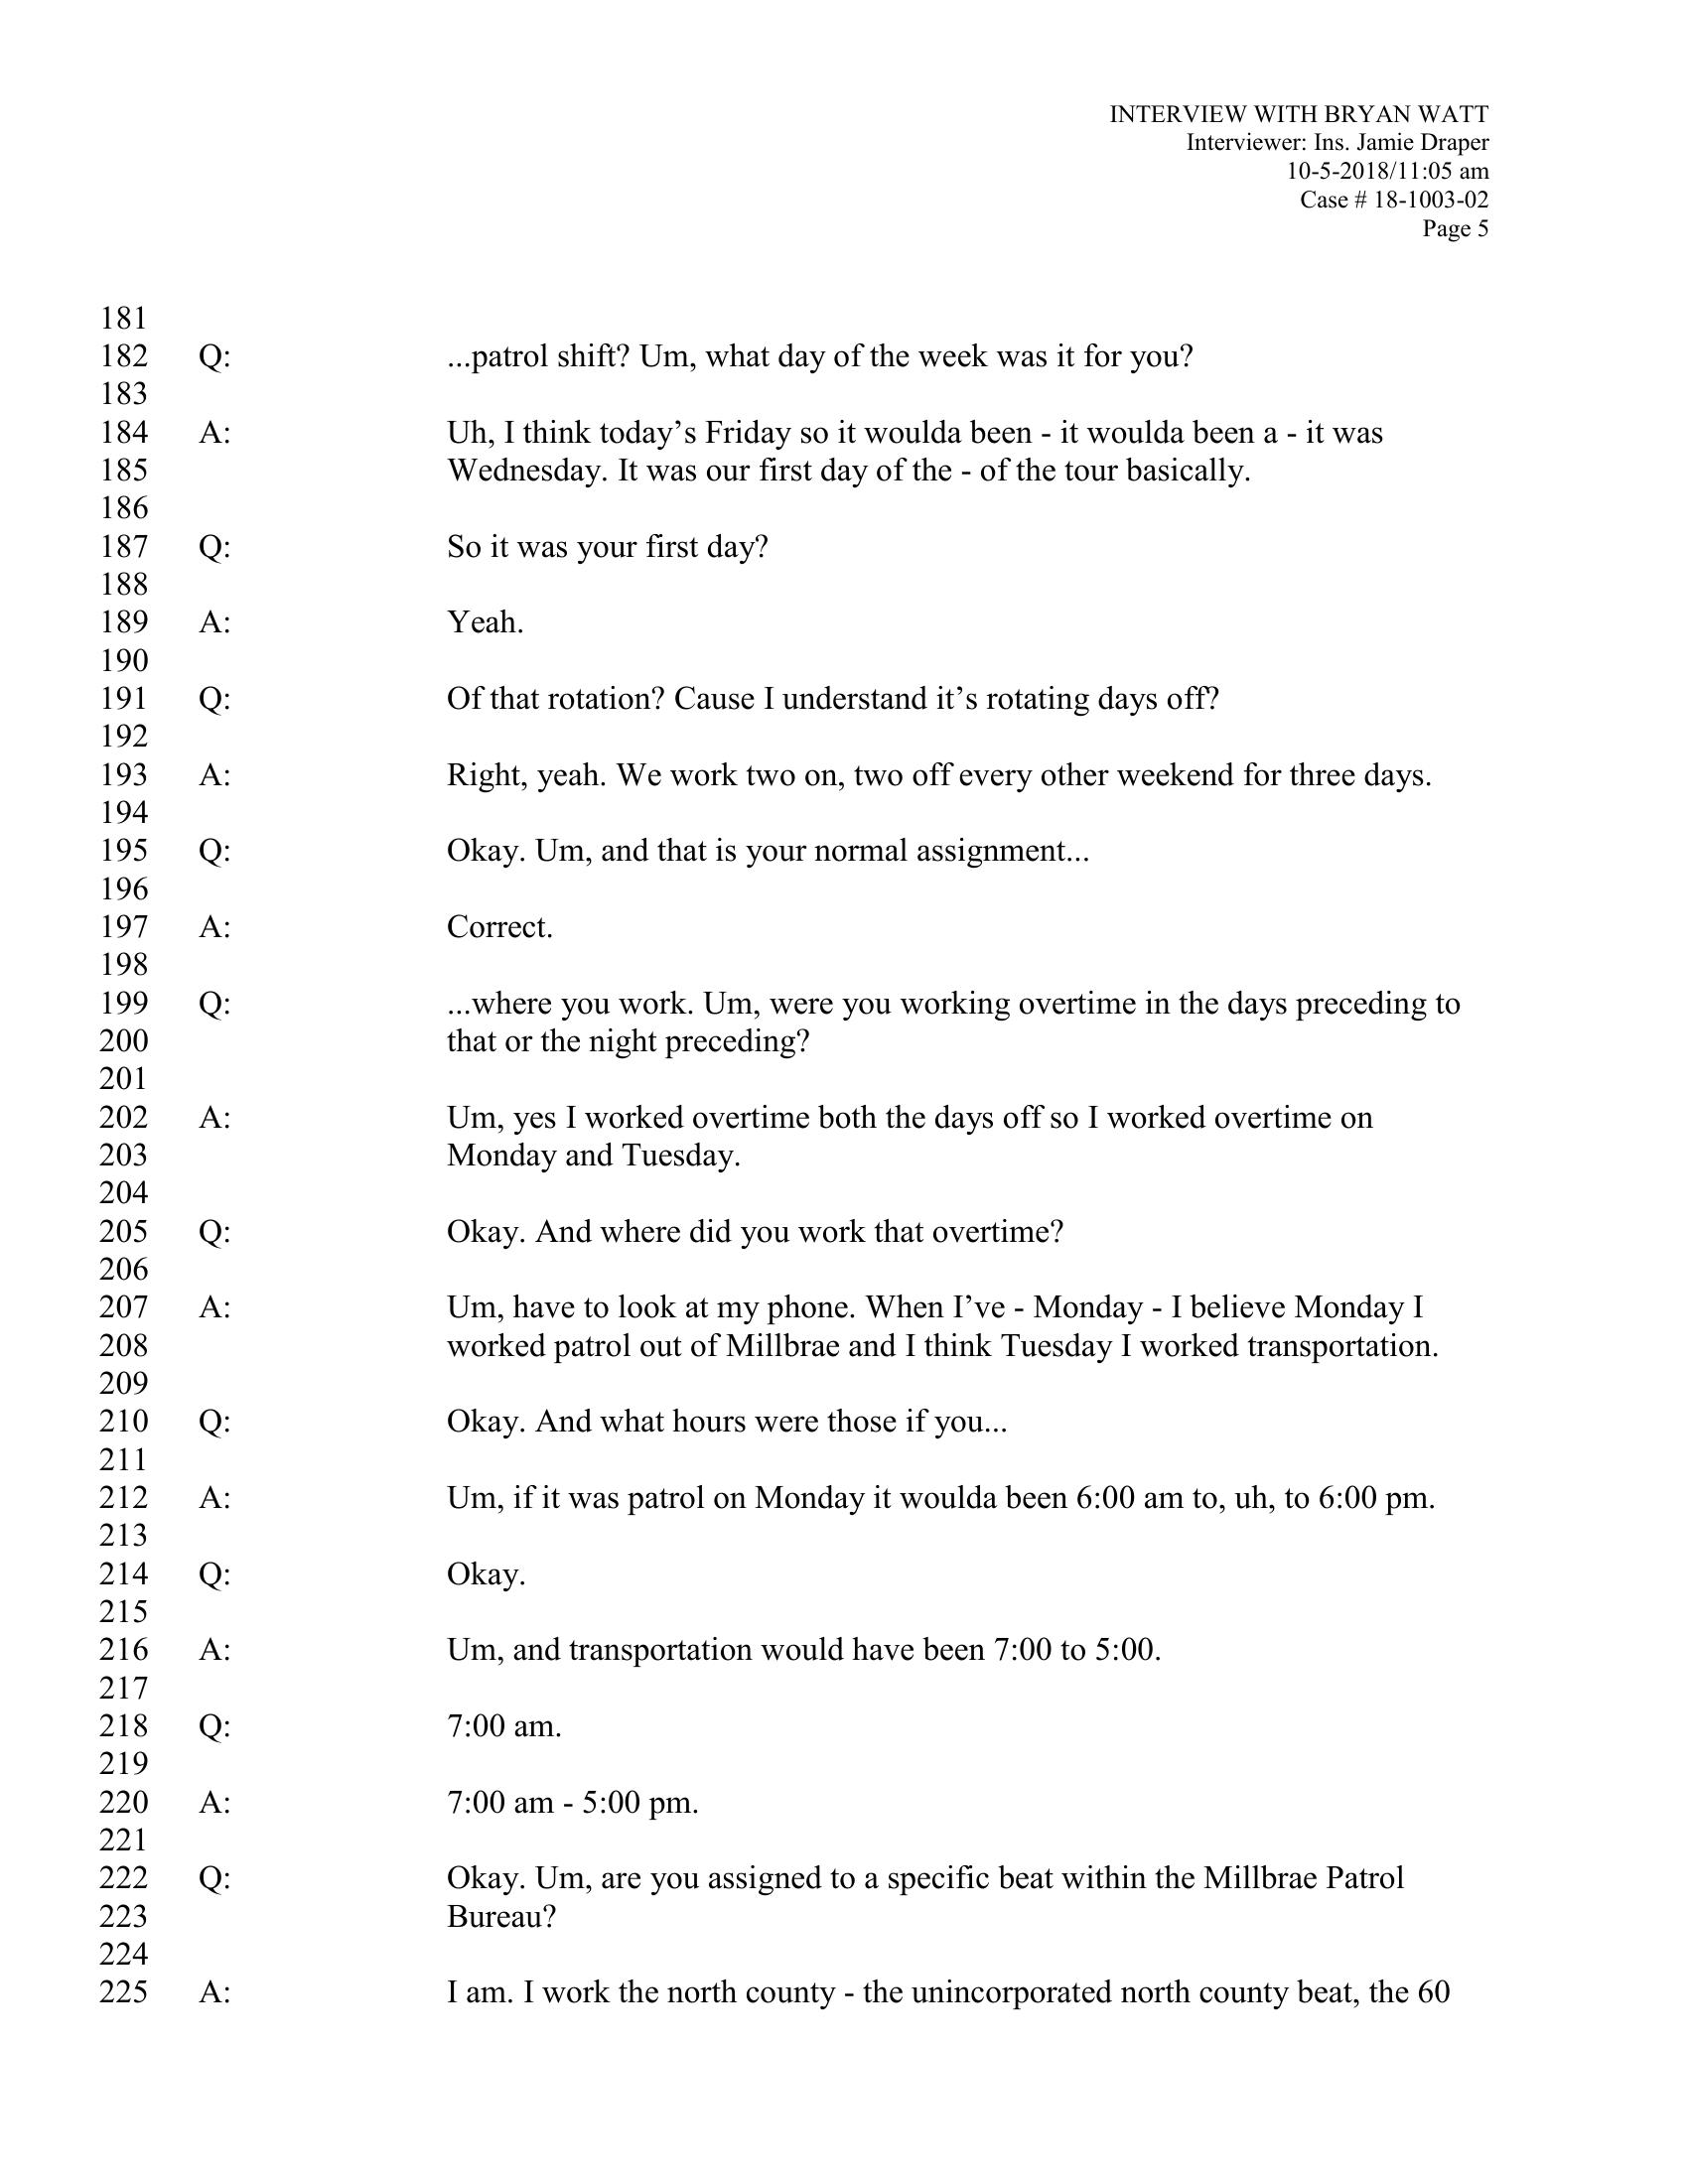 INTERVIEW WITH BRYAN WATT
Interviewer: Ins. Jamie Draper
10-5-2018/11:05 am
Case # 18-1003-02
Page 5
181
182 Q: ...patrol shift? Um, what day of the week was it for you?
183
184 A: Uh, I think today’s Friday so it woulda been - it woulda been a - it was
185 Wednesday. It was our first day of the - of the tour basically.
186
187 Q: So it was your first day?
188
189 A: Yeah.
190
191 Q: Of that rotation? Cause I understand it’s rotating days off?
192
193 A: Right, yeah. We work two on, two off every other weekend for three days.
194
195 Q: Okay. Um, and that is your normal assignment...
196
197 A: Correct.
198
199 Q: ...where you work. Um, were you working overtime in the days preceding to
200 that or the night preceding?
201
202 A: Um, yes I worked overtime both the days off so I worked overtime on
203 Monday and Tuesday.
204
205 Q: Okay. And where did you work that overtime?
206
207 A: Um, have to look at my phone. When I’ve - Monday - I believe Monday I
208 worked patrol out of Millbrae and I think Tuesday I worked transportation.
209
210 Q: Okay. And what hours were those if you...
211
212 A: Um, if it was patrol on Monday it woulda been 6:00 am to, uh, to 6:00 pm.
213
214 Q: Okay.
215
216 A: Um, and transportation would have been 7:00 to 5:00.
217
218 Q: 7:00 am.
219
220 A: 7:00 am - 5:00 pm.
221
222 Q: Okay. Um, are you assigned to a specific beat within the Millbrae Patrol
223 Bureau?
224
225 A: I am. I work the north county - the unincorporated north county beat, the 60